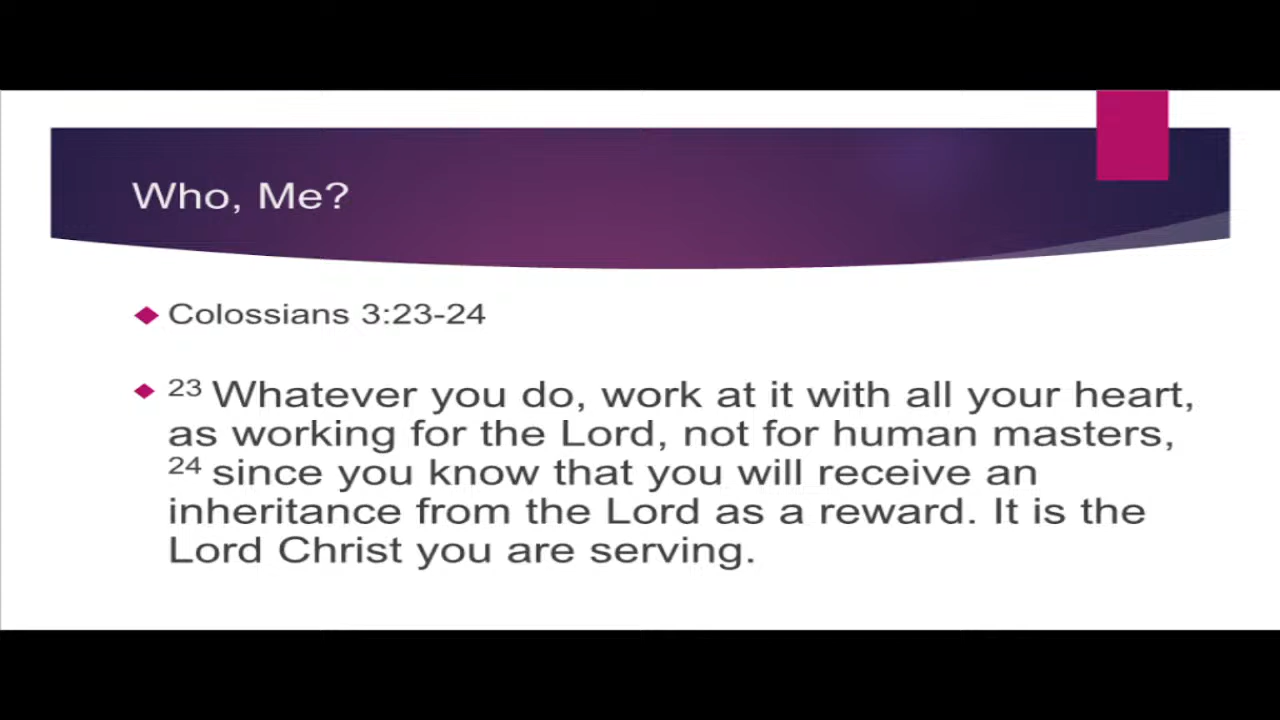 Who, Me?
Colossians 3:23-24
23 Whatever you do, work at it with all your heart,
as working for the Lord, not for human masters,
24 since you know that you will receive an
inheritance from the Lord as a reward. It is the
Lord Christ you are serving.